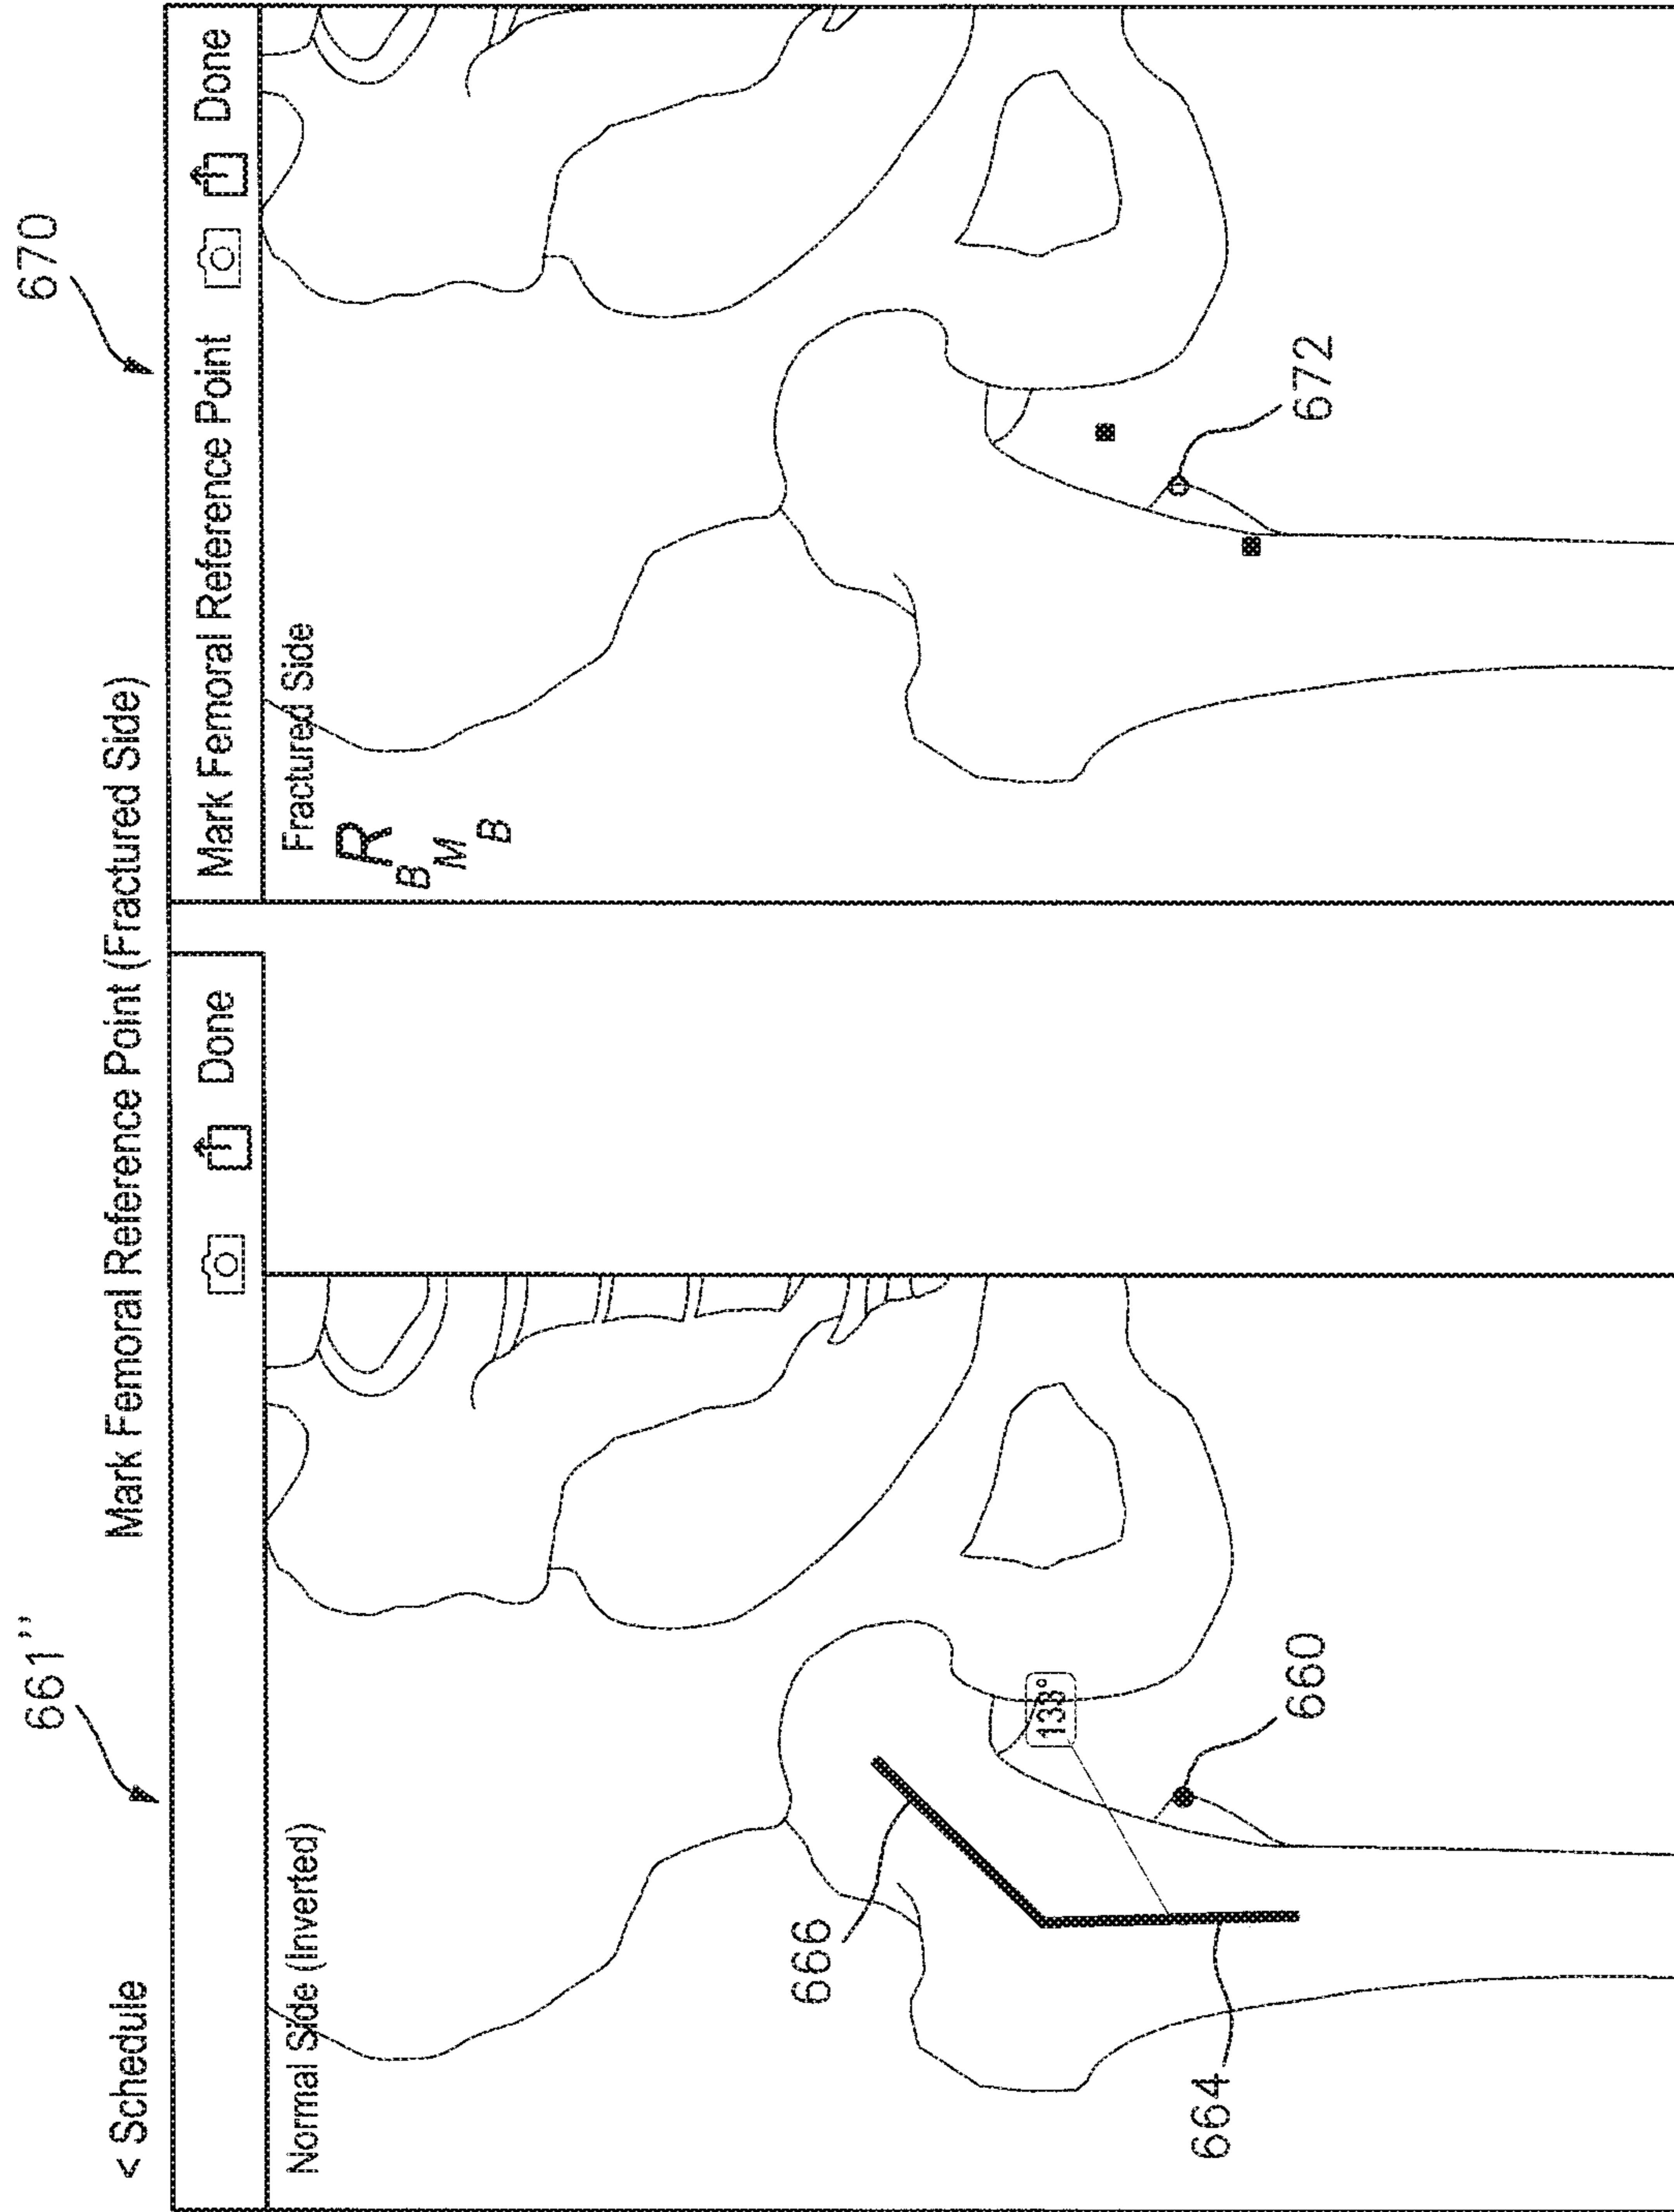 661''
670
< Schedule
Mark Femoral Reference Point (Fractured Side)
Done
Mark Femoral Reference Point
Done
Normal Side (Inverted)
Fractured Side
R
B
M
B
666
133°
664
660
672